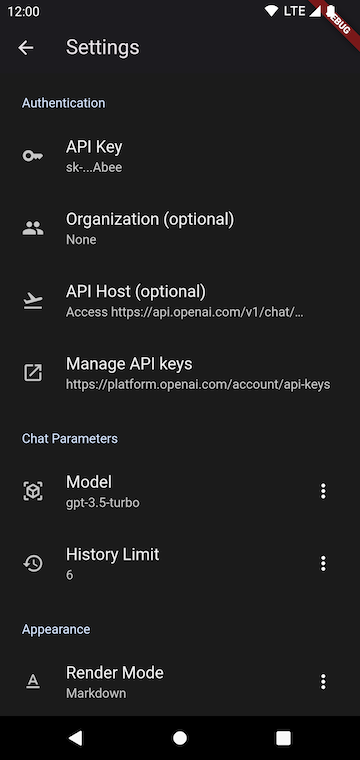 12:00
LTE
DEBUG
Settings
Authentication
API Key
sk-...Abee
Organization (optional)
None
API Host (optional)
Access https://api.openai.com/v1/chat/...
Manage API keys
https://platform.openai.com/account/api-keys
Chat Parameters
Model
gpt-3.5-turbo
History Limit
6
Appearance
Render Mode
Markdown